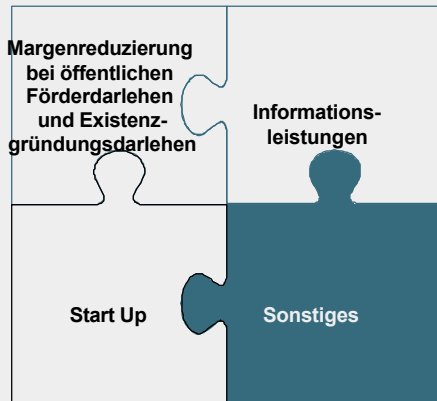 Margenreduzierung
bei öffentlichen
Förderdarlehen
und Existenz-
gründungsdarlehen
Informations-
leistungen
Start Up
Sonstiges